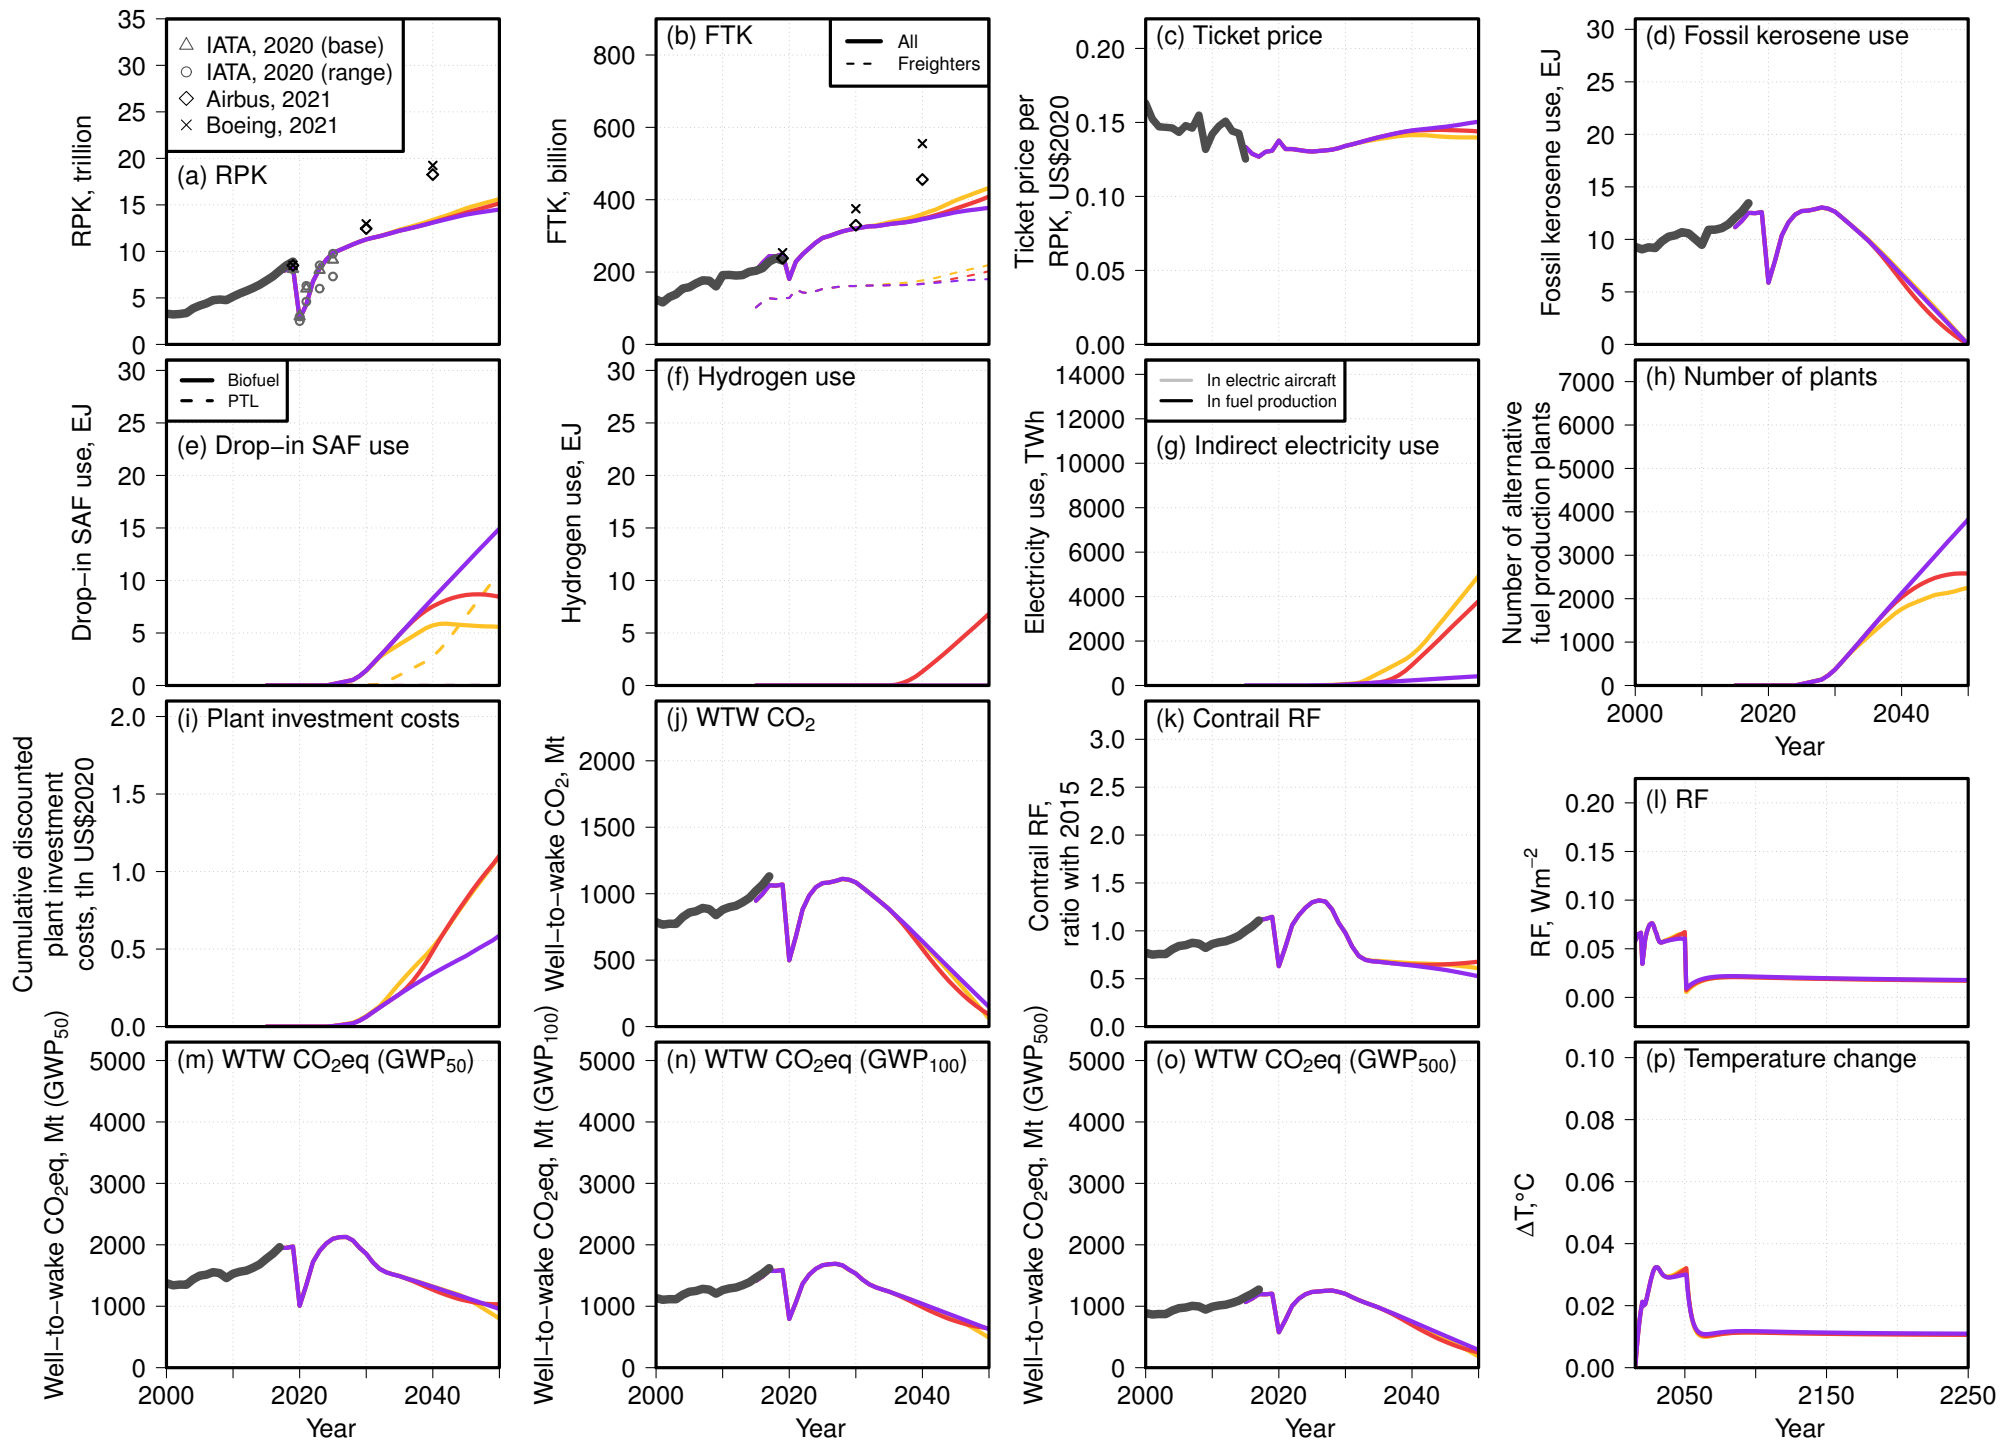 (a) RPK
RPK, trillion
0
5
10
15
20
25
30
35
IATA, 2020 (base)
IATA, 2020 (range)
Airbus, 2021
Boeing, 2021
(b) FTK
FTK, billion
0
200
400
600
800
All
Freighters
(c) Ticket price
Ticket price per
RPK, US$2020
0.00
0.05
0.10
0.15
0.20
(d) Fossil kerosene use
Fossil kerosene use, EJ
0
5
10
15
20
25
30
(e) Drop−in SAF use
Drop−in SAF use, EJ
0
5
10
15
20
25
30
Biofuel
PTL
(f) Hydrogen use
Hydrogen use, EJ
0
5
10
15
20
25
30
(g) Indirect electricity use
Electricity use, TWh
0
2000
4000
6000
8000
10000
12000
14000
In electric aircraft
In fuel production
(h) Number of plants
Number of alternative
fuel production plants
0
1000
2000
3000
4000
5000
6000
7000
2000
2020
2040
Year
(i) Plant investment costs
Cumulative discounted
plant investment
costs, tln US$2020
0.0
0.5
1.0
1.5
2.0
(j) WTW CO2
Well−to−wake CO2, Mt
0
500
1000
1500
2000
(k) Contrail RF
Contrail RF,
ratio with 2015
0.0
0.5
1.0
1.5
2.0
2.5
3.0
(l) RF
RF, Wm−2
0.00
0.05
0.10
0.15
0.20
(m) WTW CO2eq (GWP50)
Well−to−wake CO2eq, Mt (GWP50)
0
1000
2000
3000
4000
5000
2000
2020
2040
Year
(n) WTW CO2eq (GWP100)
Well−to−wake CO2eq, Mt (GWP100)
0
1000
2000
3000
4000
5000
2000
2020
2040
Year
(o) WTW CO2eq (GWP500)
Well−to−wake CO2eq, Mt (GWP500)
0
1000
2000
3000
4000
5000
2000
2020
2040
Year
(p) Temperature change
ΔT,°C
0.00
0.02
0.04
0.06
0.08
0.10
2050
2150
2250
Year